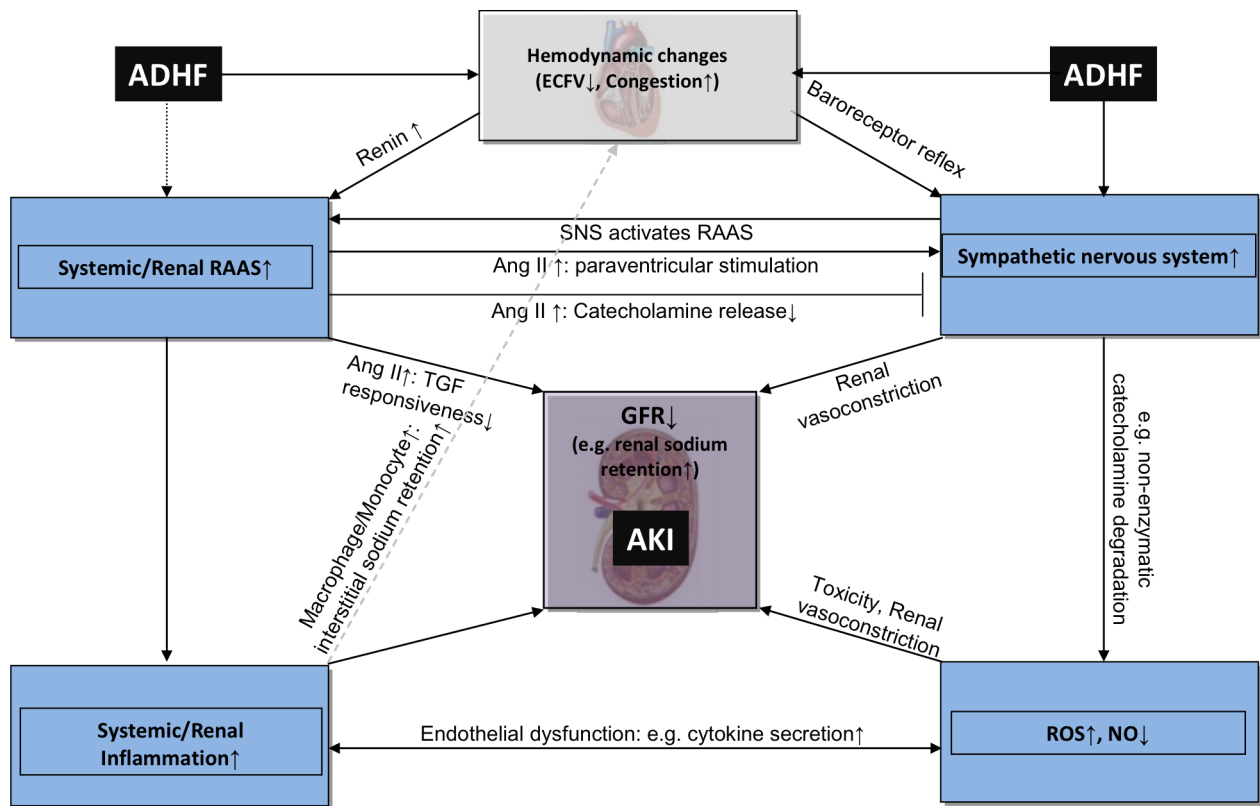 Hemodynamic changes
(ECFV↓, Congestion↑)
ADHF
ADHF
Renin ↑
Baroreceptor reflex
SNS activates RAAS
Systemic/Renal RAAS↑
Sympathetic nervous system↑
Ang II ↑: paraventricular stimulation
Ang II ↑: Catecholamine release↓
Ang II↑: TGF
responsiveness↓
Renal
vasoconstriction
GFR↓
(e.g. renal sodium
retention↑)
AKI
Macrophage/Monocyte↑:
interstitial sodium retention↑
e.g. non-enzymatic
catecholamine degradation
Toxicity, Renal
vasoconstriction
Systemic/Renal
Inflammation↑
Endothelial dysfunction: e.g. cytokine secretion↑
ROS↑, NO↓